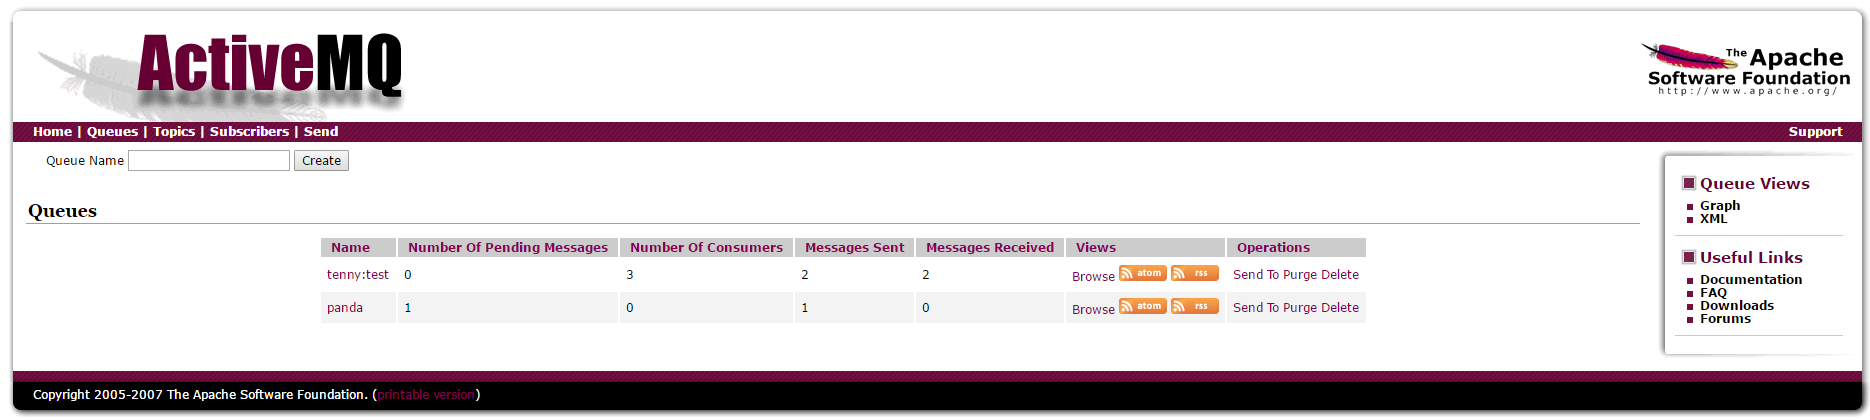 ActiveMQ
The Apache
Software Foundation
http://www.apache.org/
Home | Queues | Topics | Subscribers | Send
Support
Queue Name Create
Queues
Name Number Of Pending Messages Number Of Consumers Messages Sent Messages Received Views Operations
tenny:test 0 3 2 2 Browse atom rss Send To Purge Delete
panda 1 0 1 0 Browse atom rss Send To Purge Delete
Queue Views
Graph
XML
Useful Links
Documentation
FAQ
Downloads
Forums
Copyright 2005-2007 The Apache Software Foundation. (printable version)